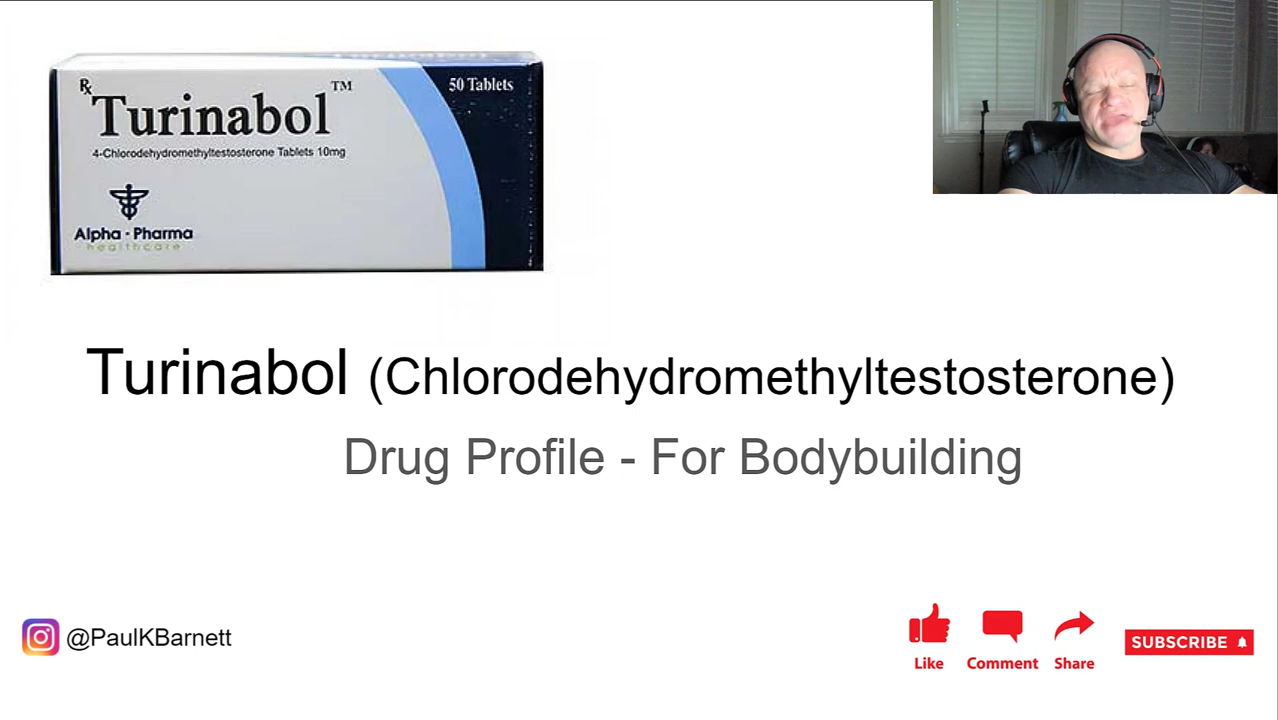 Rx
Turinabol™
50 Tablets
4-Chlorodehydromethyltestosterone Tablets 10mg
Alpha - Pharma
healthcare
Turinabol (Chlorodehydromethyltestosterone)
Drug Profile - For Bodybuilding
@PaulKBarnett
Like
Comment
Share
SUBSCRIBE